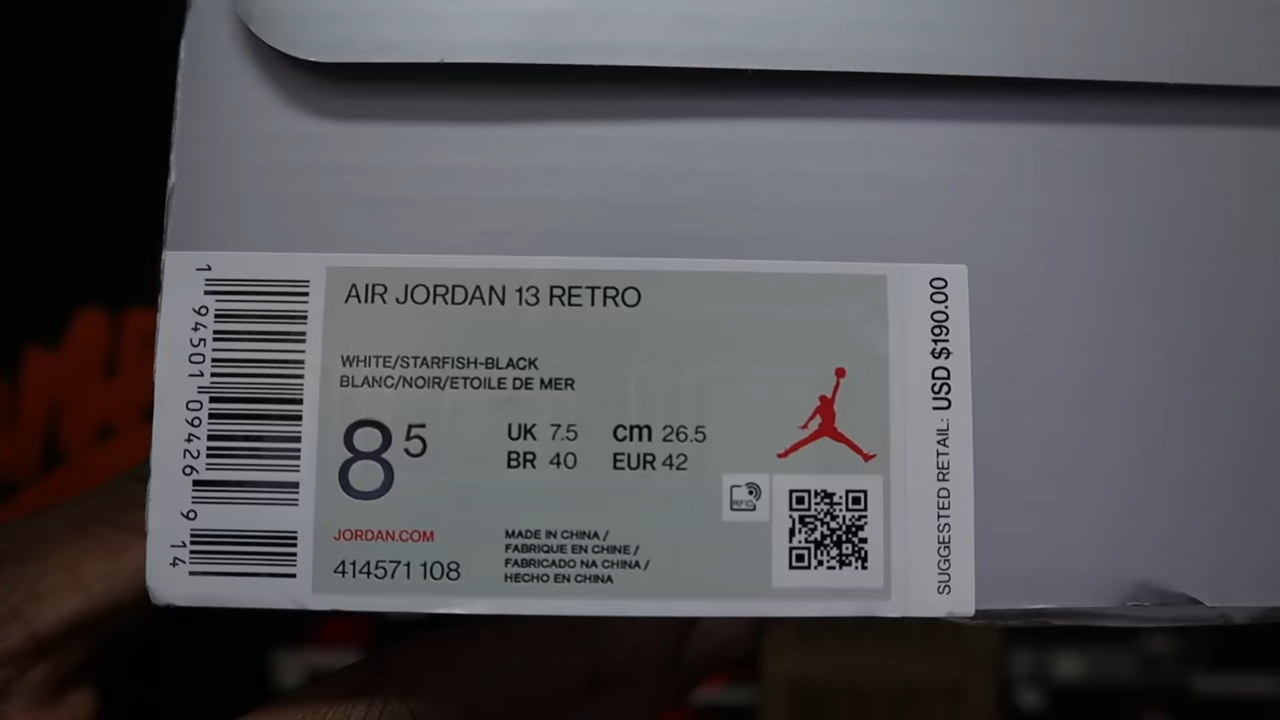 AIR JORDAN 13 RETRO
WHITE/STARFISH-BLACK
BLANC/NOIR/ETOILE DE MER
8 5
UK 7.5 cm 26.5
BR 40 EUR 42
JORDAN.COM
414571 108
MADE IN CHINA /
FABRIQUE EN CHINE /
FABRICADO NA CHINA /
HECHO EN CHINA
RFID
1 94501 09426 9 14
SUGGESTED RETAIL: USD $190.00